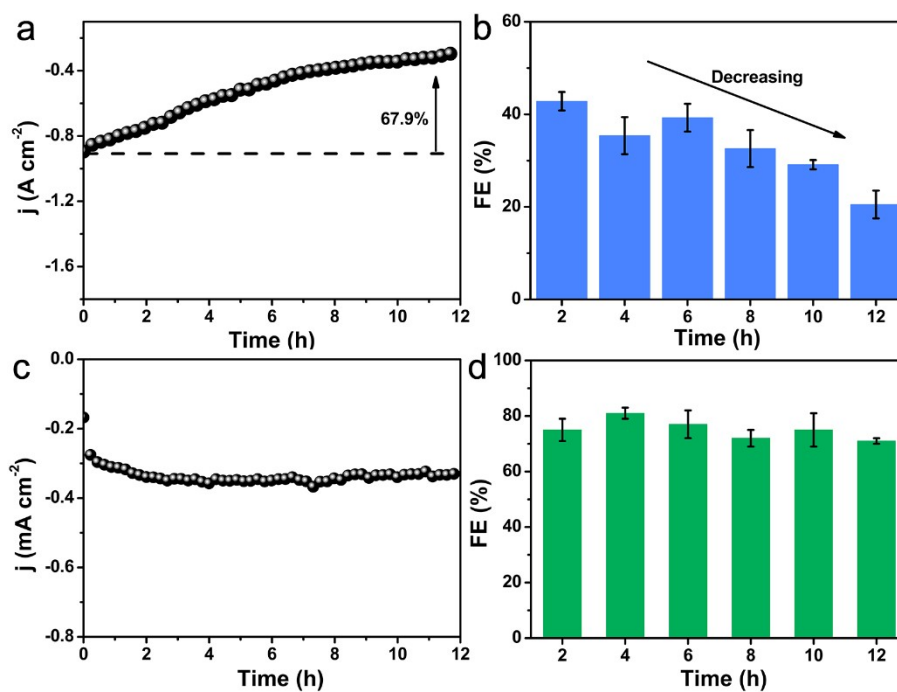 a
-0.4
-0.8
-1.2
-1.6
j (A cm⁻²)
67.9%
0 2 4 6 8 10 12
Time (h)
b
60
40
20
0
FE (%)
Decreasing
2 4 6 8 10 12
Time (h)
c
0.0
-0.2
-0.4
-0.6
-0.8
j (mA cm⁻²)
0 2 4 6 8 10 12
Time (h)
d
100
80
60
40
20
0
FE (%)
2 4 6 8 10 12
Time (h)